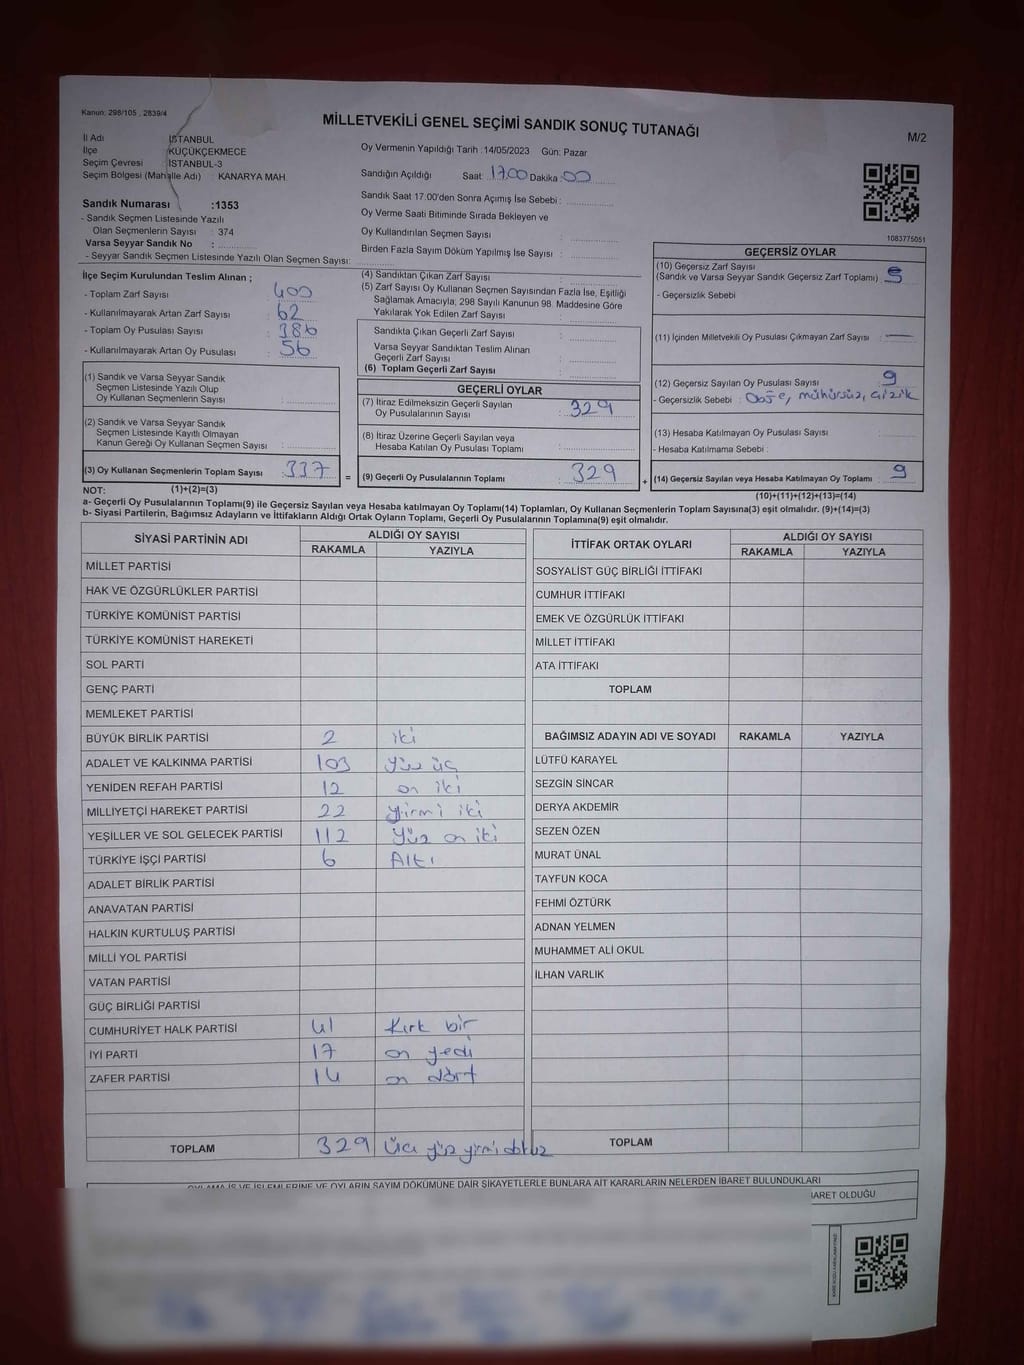 Kanun: 298/105 , 2839/4
MİLLETVEKİLİ GENEL SEÇİMİ SANDIK SONUÇ TUTANAĞI
M/2
İl Adı İSTANBUL
İlçe KÜÇÜKÇEKMECE
Seçim Çevresi İSTANBUL-3
Seçim Bölgesi (Mahalle Adı) : KANARYA MAH.
Oy Vermenin Yapıldığı Tarih :14/05/2023 Gün: Pazar
Sandığın Açıldığı Saat: 17.00 Dakika :00
Sandık Saat 17:00'den Sonra Açımış İse Sebebi :
Oy Verme Saati Bitiminde Sırada Bekleyen ve
Oy Kullandırılan Seçmen Sayısı :
Birden Fazla Sayım Döküm Yapılmış İse Sayısı :
Sandık Numarası :1353
- Sandık Seçmen Listesinde Yazılı
Olan Seçmenlerin Sayısı : 374
Varsa Seyyar Sandık No :
- Seyyar Sandık Seçmen Listesinde Yazılı Olan Seçmen Sayısı:
1083775051
İlçe Seçim Kurulundan Teslim Alınan ;
- Toplam Zarf Sayısı : 400
- Kullanılmayarak Artan Zarf Sayısı : 62
- Toplam Oy Pusulası Sayısı : 386
- Kullanılmayarak Artan Oy Pusulası : 56
(1) Sandık ve Varsa Seyyar Sandık
Seçmen Listesinde Yazılı Olup
Oy Kullanan Seçmenlerin Sayısı :
(2) Sandık ve Varsa Seyyar Sandık
Seçmen Listesinde Kayıtlı Olmayan
Kanun Gereği Oy Kullanan Seçmen Sayısı :
(3) Oy Kullanan Seçmenlerin Toplam Sayısı : 337 =
(4) Sandıktan Çıkan Zarf Sayısı :
(5) Zarf Sayısı Oy Kullanan Seçmen Sayısından Fazla İse, Eşitliği
Sağlamak Amacıyla, 298 Sayılı Kanunun 98. Maddesine Göre
Yakılarak Yok Edilen Zarf Sayısı :
Sandıkta Çıkan Geçerli Zarf Sayısı :
Varsa Seyyar Sandıktan Teslim Alınan
Geçerli Zarf Sayısı :
(6) Toplam Geçerli Zarf Sayısı :
GEÇERLİ OYLAR
(7) İtiraz Edilmeksizin Geçerli Sayılan
Oy Pusulalarının Sayısı : 329
(8) İtiraz Üzerine Geçerli Sayılan veya
Hesaba Katılan Oy Pusulası Toplamı :
(9) Geçerli Oy Pusulalarının Toplamı : 329 +
GEÇERSİZ OYLAR
(10) Geçersiz Zarf Sayısı
(Sandık ve Varsa Seyyar Sandık Geçersiz Zarf Toplamı) :
- Geçersizlik Sebebi
(11) İçinden Milletvekili Oy Pusulası Çıkmayan Zarf Sayısı : —
(12) Geçersiz Sayılan Oy Pusulası Sayısı : 9
- Geçersizlik Sebebi : Boşe, mühürsüz, çizik
(13) Hesaba Katılmayan Oy Pusulası Sayısı :
- Hesaba Katılmama Sebebi :
(14) Geçersiz Sayılan veya Hesaba Katılmayan Oy Toplamı : 9
NOT: (1)+(2)=(3)
(10)+(11)+(12)+(13)=(14)
a- Geçerli Oy Pusulalarının Toplamı(9) ile Geçersiz Sayılan veya Hesaba katılmayan Oy Toplamı(14) Toplamları, Oy Kullanan Seçmenlerin Toplam Sayısına(3) eşit olmalıdır. (9)+(14)=(3)
b- Siyasi Partilerin, Bağımsız Adayların ve İttifakların Aldığı Ortak Oyların Toplamı, Geçerli Oy Pusulalarının Toplamına(9) eşit olmalıdır.
SİYASİ PARTİNİN ADI ALDIĞI OY SAYISI
RAKAMLA YAZIYLA
MİLLET PARTİSİ
HAK VE ÖZGÜRLÜKLER PARTİSİ
TÜRKİYE KOMÜNİST PARTİSİ
TÜRKİYE KOMÜNİST HAREKETİ
SOL PARTİ
GENÇ PARTİ
MEMLEKET PARTİSİ
BÜYÜK BİRLİK PARTİSİ 2 iki
ADALET VE KALKINMA PARTİSİ 103 yüz üç
YENİDEN REFAH PARTİSİ 12 on iki
MİLLİYETÇİ HAREKET PARTİSİ 22 yirmi iki
YEŞİLLER VE SOL GELECEK PARTİSİ 112 yüz on iki
TÜRKİYE İŞÇİ PARTİSİ 6 Altı
ADALET BİRLİK PARTİSİ
ANAVATAN PARTİSİ
HALKIN KURTULUŞ PARTİSİ
MİLLİ YOL PARTİSİ
VATAN PARTİSİ
GÜÇ BİRLİĞİ PARTİSİ
CUMHURİYET HALK PARTİSİ 41 Kırk bir
İYİ PARTİ 17 on yedi
ZAFER PARTİSİ 14 on dört
TOPLAM 329 Üç yüz yirmi dokuz
İTTİFAK ORTAK OYLARI ALDIĞI OY SAYISI
RAKAMLA YAZIYLA
SOSYALİST GÜÇ BİRLİĞİ İTTİFAKI
CUMHUR İTTİFAKI
EMEK VE ÖZGÜRLÜK İTTİFAKI
MİLLET İTTİFAKI
ATA İTTİFAKI
TOPLAM
BAĞIMSIZ ADAYIN ADI VE SOYADI RAKAMLA YAZIYLA
LÜTFÜ KARAYEL
SEZGİN SİNCAR
DERYA AKDEMİR
SEZEN ÖZEN
MURAT ÜNAL
TAYFUN KOCA
FEHMİ ÖZTÜRK
ADNAN YELMEN
MUHAMMET ALİ OKUL
İLHAN VARLIK
TOPLAM
OYLAMA İŞ VE İŞLEMLERİNE VE OYLARIN SAYIM DÖKÜMÜNE DAİR ŞİKAYETLERLE BUNLARA AİT KARARLARIN NELERDEN İBARET BULUNDUKLARI
İBARET OLDUĞU